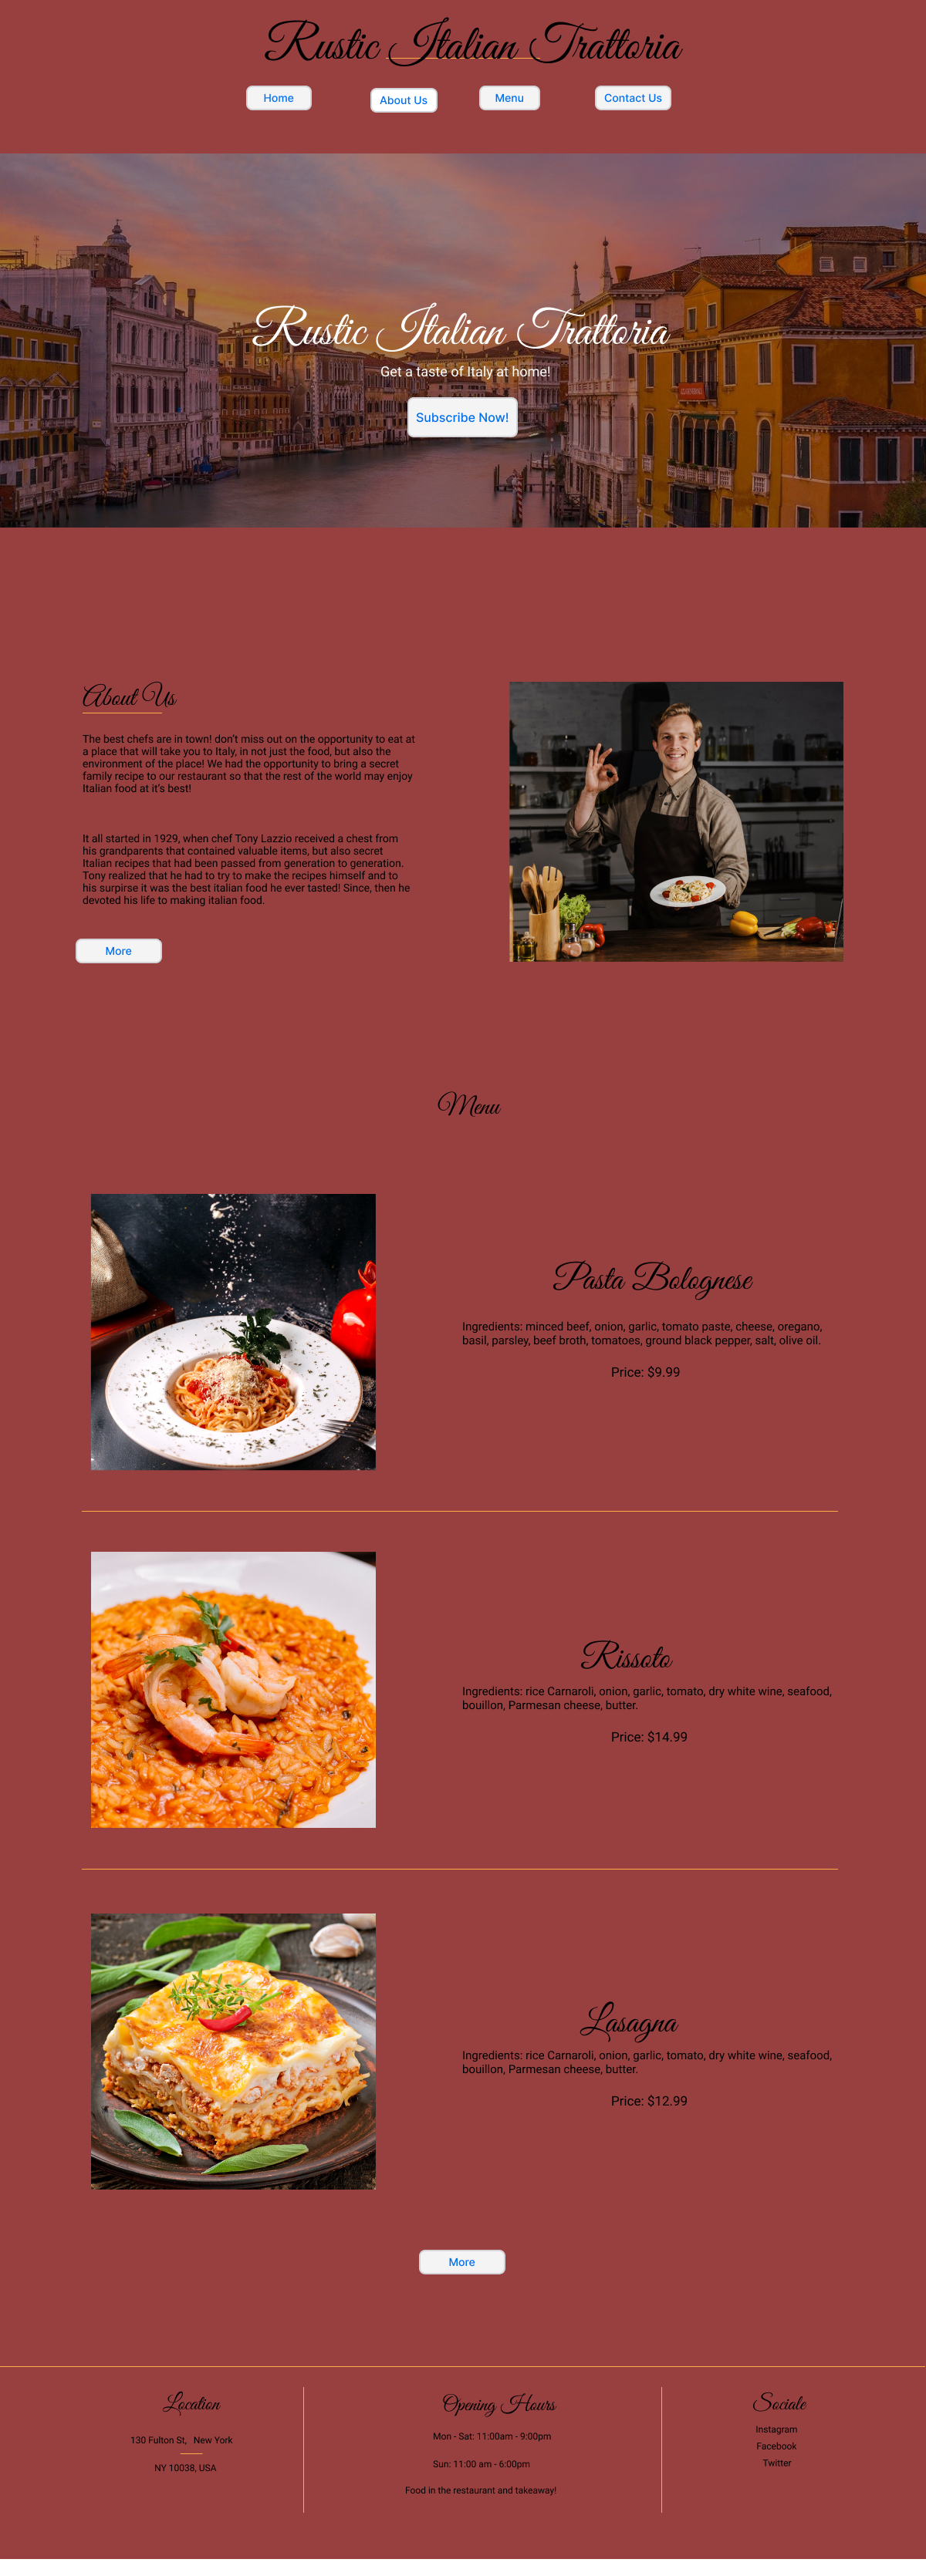 Rustic Italian Trattoria
Home
About Us
Menu
Contact Us
Rustic Italian Trattoria
Get a taste of Italy at home!
Subscribe Now!
About Us
The best chefs are in town! don't miss out on the opportunity to eat at
a place that will take you to Italy, in not just the food, but also the
environment of the place! We had the opportunity to bring a secret
family recipe to our restaurant so that the rest of the world may enjoy
Italian food at it's best!
It all started in 1929, when chef Tony Lazzio received a chest from
his grandparents that contained valuable items, but also secret
Italian recipes that had been passed from generation to generation.
Tony realized that he had to try to make the recipes himself and to
his surpirse it was the best italian food he ever tasted! Since, then he
devoted his life to making italian food.
More
Menu
Pasta Bolognese
Ingredients: minced beef, onion, garlic, tomato paste, cheese, oregano,
basil, parsley, beef broth, tomatoes, ground black pepper, salt, olive oil.
Price: $9.99
Rissoto
Ingredients: rice Carnaroli, onion, garlic, tomato, dry white wine, seafood,
bouillon, Parmesan cheese, butter.
Price: $14.99
Lasagna
Ingredients: rice Carnaroli, onion, garlic, tomato, dry white wine, seafood,
bouillon, Parmesan cheese, butter.
Price: $12.99
More
Location
130 Fulton St, New York
NY 10038, USA
Opening Hours
Mon - Sat: 11:00am - 9:00pm
Sun: 11:00 am - 6:00pm
Food in the restaurant and takeaway!
Sociale
Instagram
Facebook
Twitter